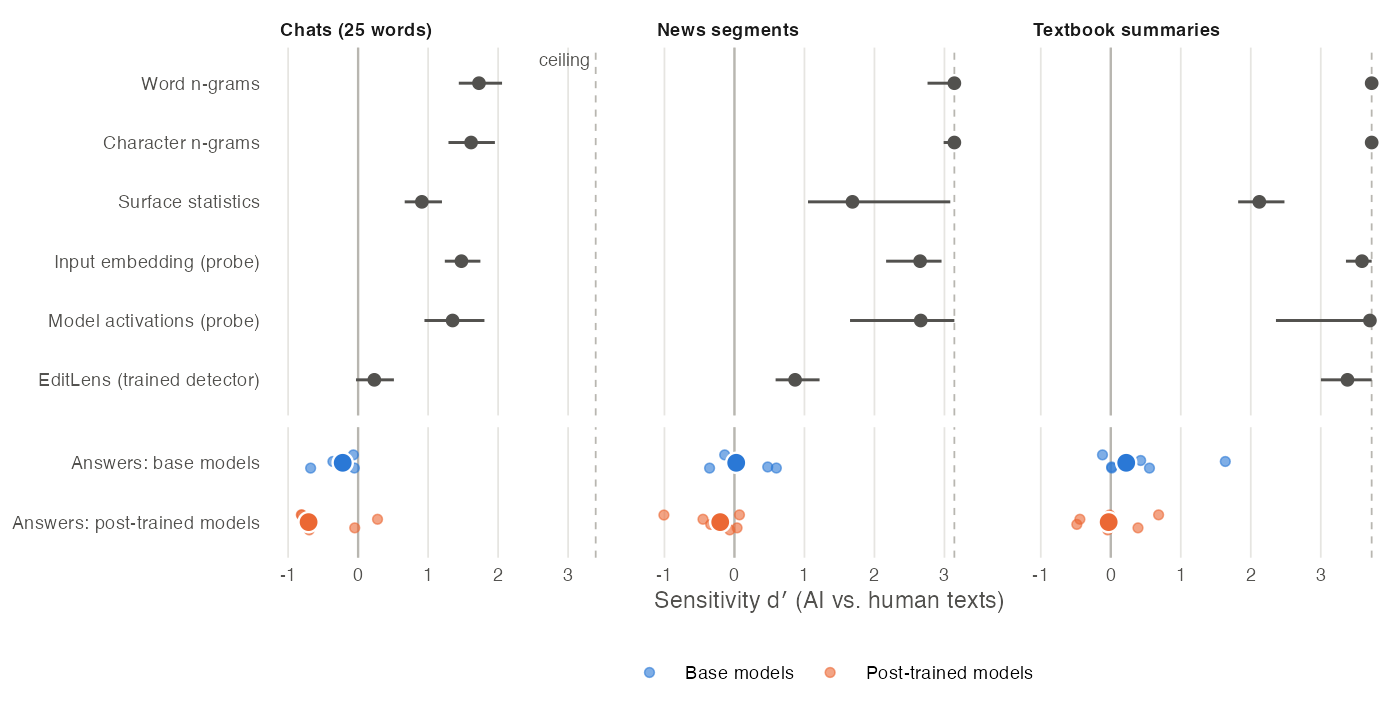 Chats (25 words) News segments Textbook summaries
ceiling
Word n-grams
Character n-grams
Surface statistics
Input embedding (probe)
Model activations (probe)
EditLens (trained detector)
Answers: base models
Answers: post-trained models
-1 0 1 2 3 -1 0 1 2 3 -1 0 1 2 3
Sensitivity d′ (AI vs. human texts)
Base models Post-trained models